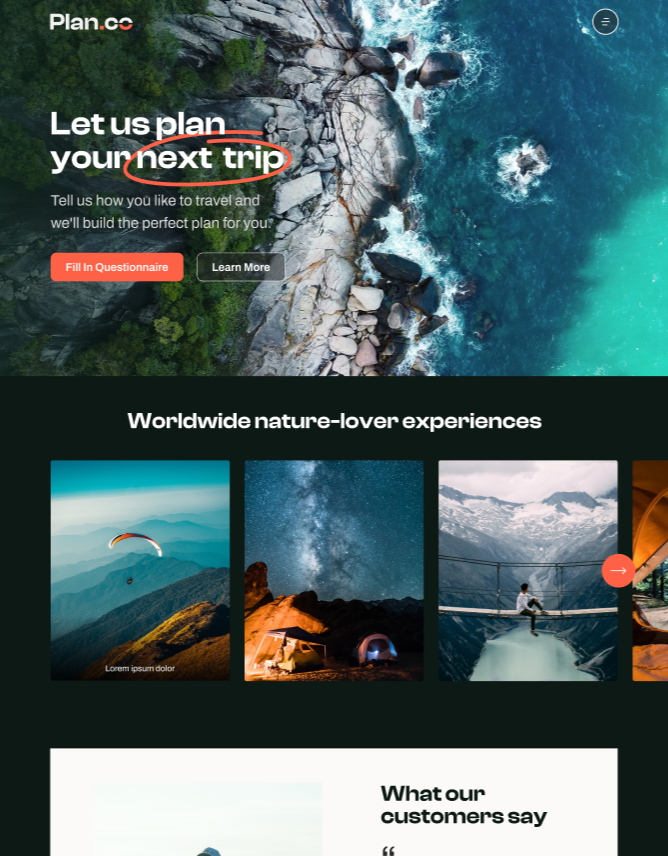 Plan.co
Let us plan
your next trip
Tell us how you like to travel and
we'll build the perfect plan for you.
Fill In Questionnaire
Learn More
Worldwide nature-lover experiences
Lorem ipsum dolor
What our
customers say
“